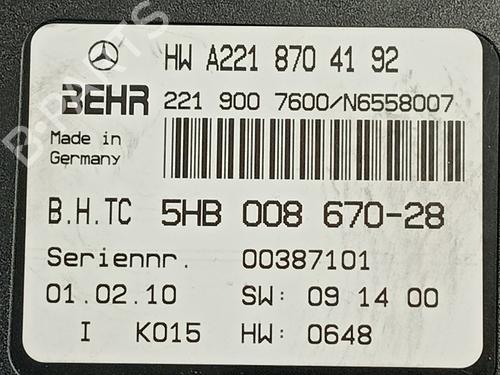 HW A221 870 41 92
BEHR 221 900 7600/N6558007
Made in
Germany
B.H.TC 5HB 008 670-28
Seriennr. 00387101
01.02.10 SW: 09 14 00
I K015 HW: 0648
B-PARTS